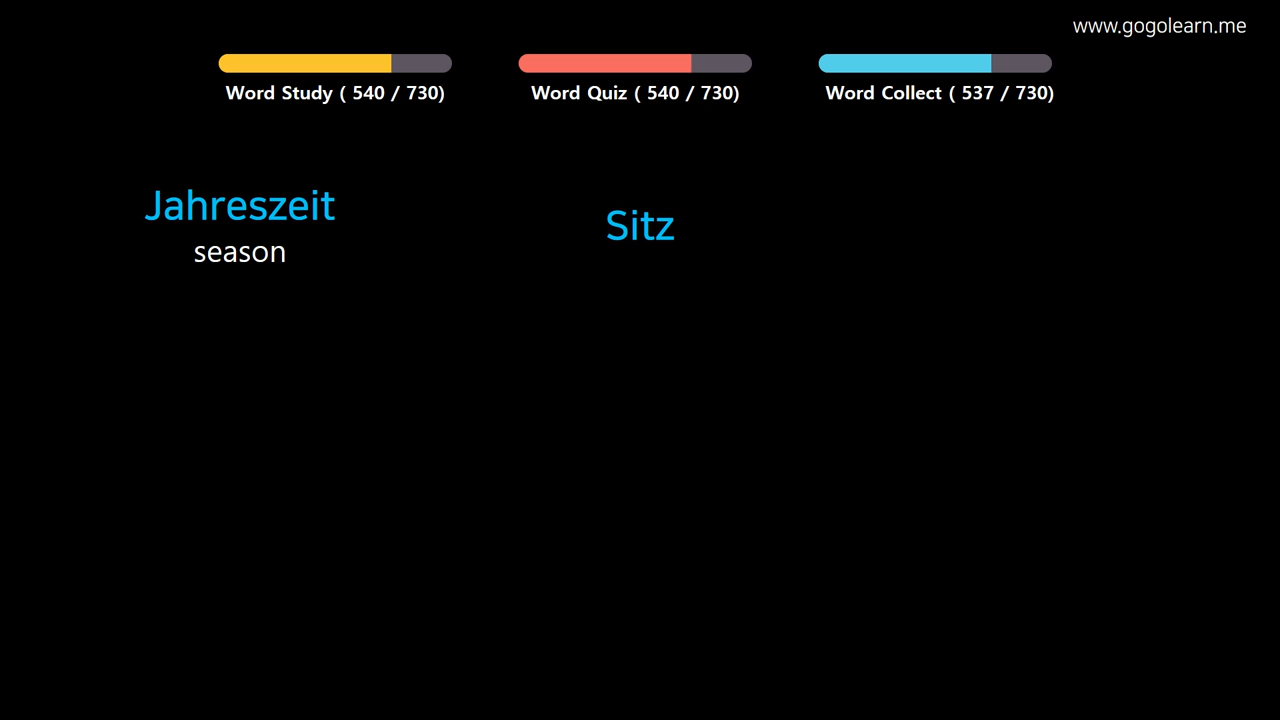 www.gogolearn.me
Word Study ( 540 / 730)
Word Quiz ( 540 / 730)
Word Collect ( 537 / 730)
Jahreszeit
season
Sitz